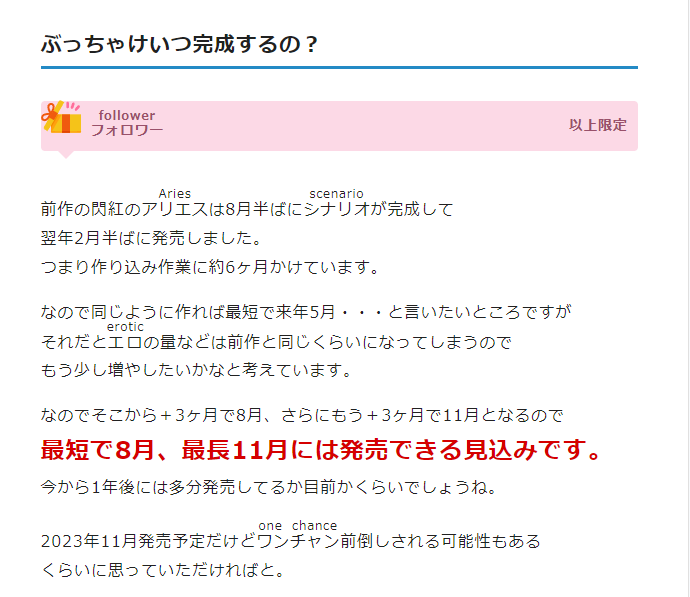 ぶっちゃけいつ完成するの？
follower
フォロワー
以上限定
Aries scenario
前作の閃紅のアリエスは8月半ばにシナリオが完成して
翌年2月半ばに発売しました。
つまり作り込み作業に約6ヶ月かけています。
なので同じように作れば最短で来年5月・・・と言いたいところですが
erotic
それだとエロの量などは前作と同じくらいになってしまうので
もう少し増やしたいかなと考えています。
なのでそこから＋3ヶ月で8月、さらにもう＋3ヶ月で11月となるので
最短で8月、最長11月には発売できる見込みです。
今から1年後には多分発売してるか目前かくらいでしょうね。
one chance
2023年11月発売予定だけどワンチャン前倒しされる可能性もある
くらいに思っていただければと。